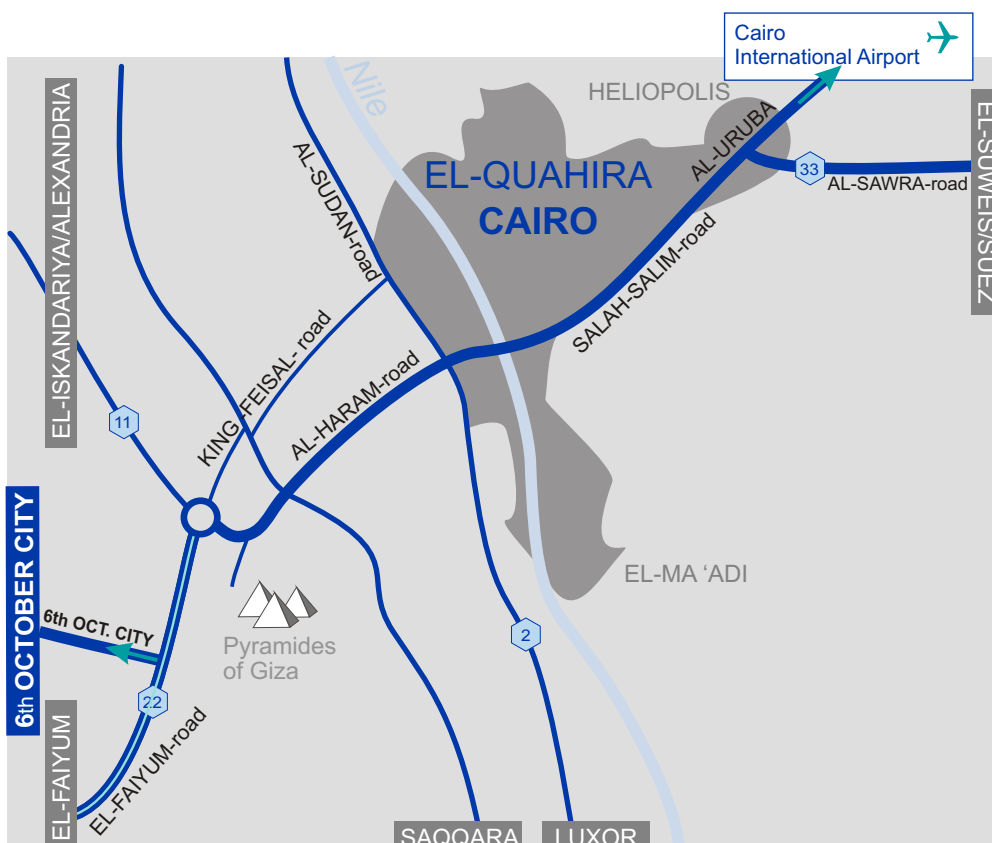 Cairo
International Airport
Nile
HELIOPOLIS
EL-ISKANDARIYA/ALEXANDRIA
EL-SUWEIS/SUEZ
AL-URUBA
AL-SUDAN-road
EL-QUAHIRA
CAIRO
33
AL-SAWRA-road
SALAH-SALIM-road
KING -FEISAL- road
AL-HARAM-road
11
6th OCTOBER CITY
EL-MA 'ADI
6th OCT. CITY
Pyramides
of Giza
2
22
EL-FAIYUM-road
EL-FAIYUM
SAQQARA
LUXOR